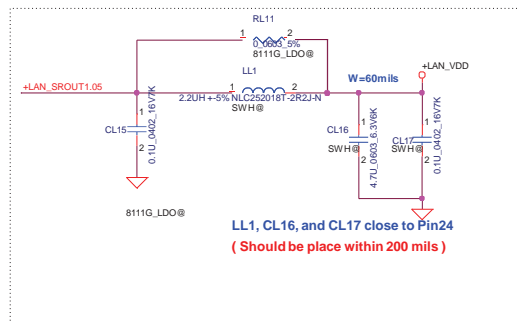 RL11
1 2
0_0603_5%
8111G_LDO@
LL1
W=60mils
+LAN_VDD
+LAN_SROUT1.05
1 2
2.2UH +-5% NLC252018T-2R2J-N
SWH@
1
CL15
2
0.1U_0402_16V7K
1
CL16
SWH@
2
4.7U_0603_6.3V6K
1
CL17
SWH@
2
0.1U_0402_16V7K
8111G_LDO@
LL1, CL16, and CL17 close to Pin24
( Should be place within 200 mils )